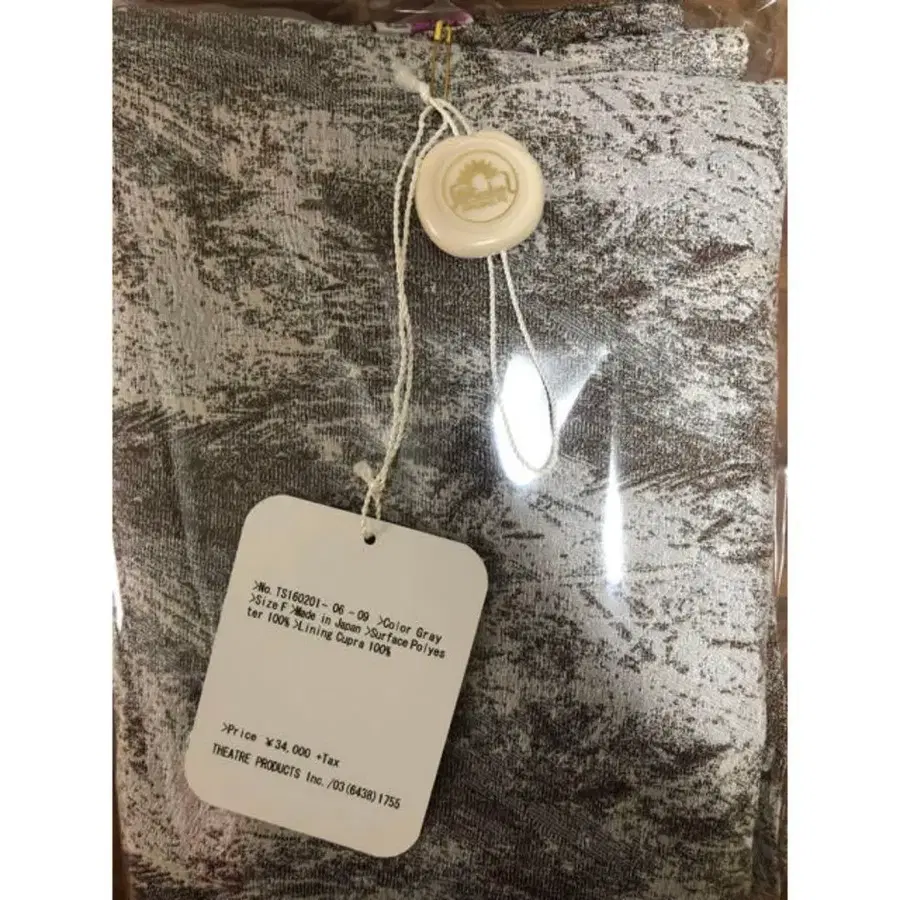 >No. TS160201- 06 - 09 >Color Gray
>Size F >Made in Japan >Surface Polyes
ter 100% >Lining Cupra 100%
>Price ¥34,000 +Tax
THEATRE PRODUCTS Inc./03(6438)1755